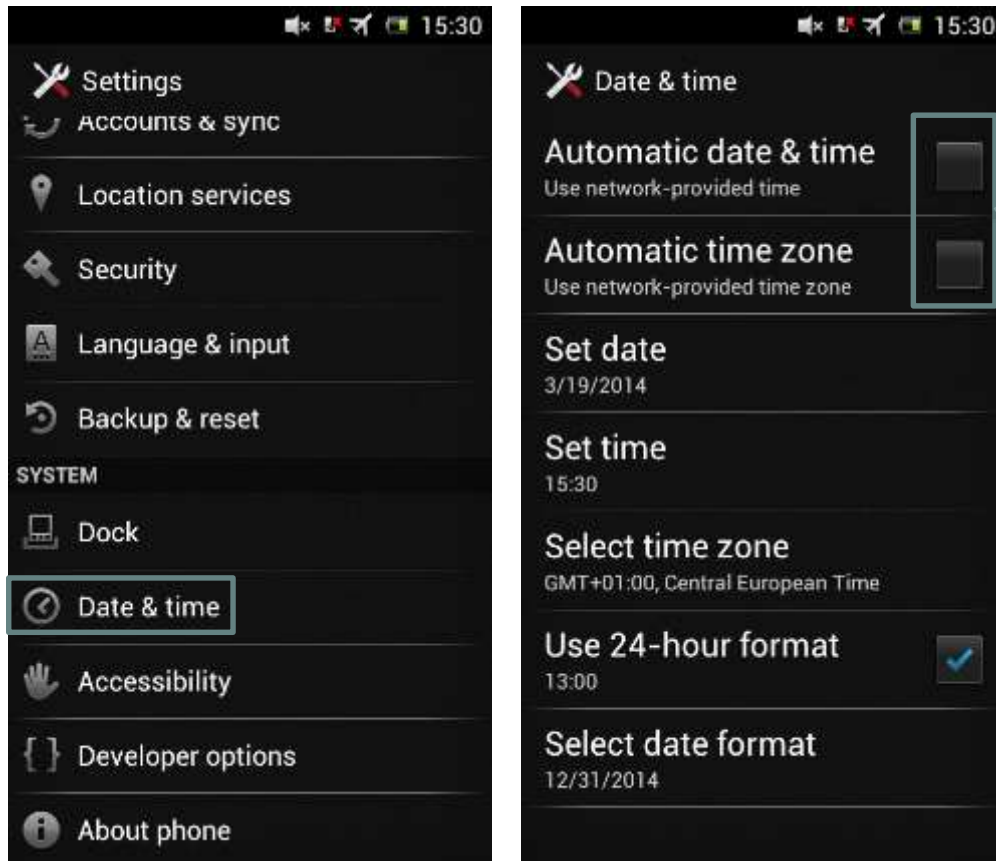 15:30
Settings
Accounts & sync
Location services
Security
A
Language & input
Backup & reset
SYSTEM
Dock
Date & time
Accessibility
{ } Developer options
About phone
15:30
Date & time
Automatic date & time
Use network-provided time
Automatic time zone
Use network-provided time zone
Set date
3/19/2014
Set time
15:30
Select time zone
GMT+01:00, Central European Time
Use 24-hour format
13:00
Select date format
12/31/2014